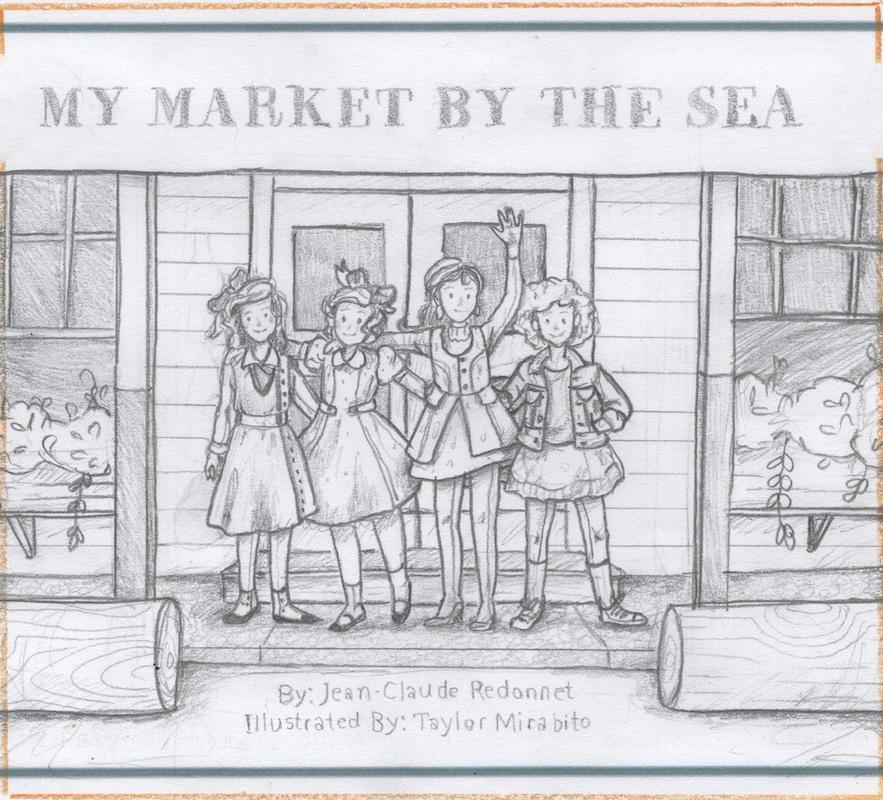 MY MARKET BY THE SEA
By: Jean-Claude Redonnet
Illustrated By: Taylor Mirabito